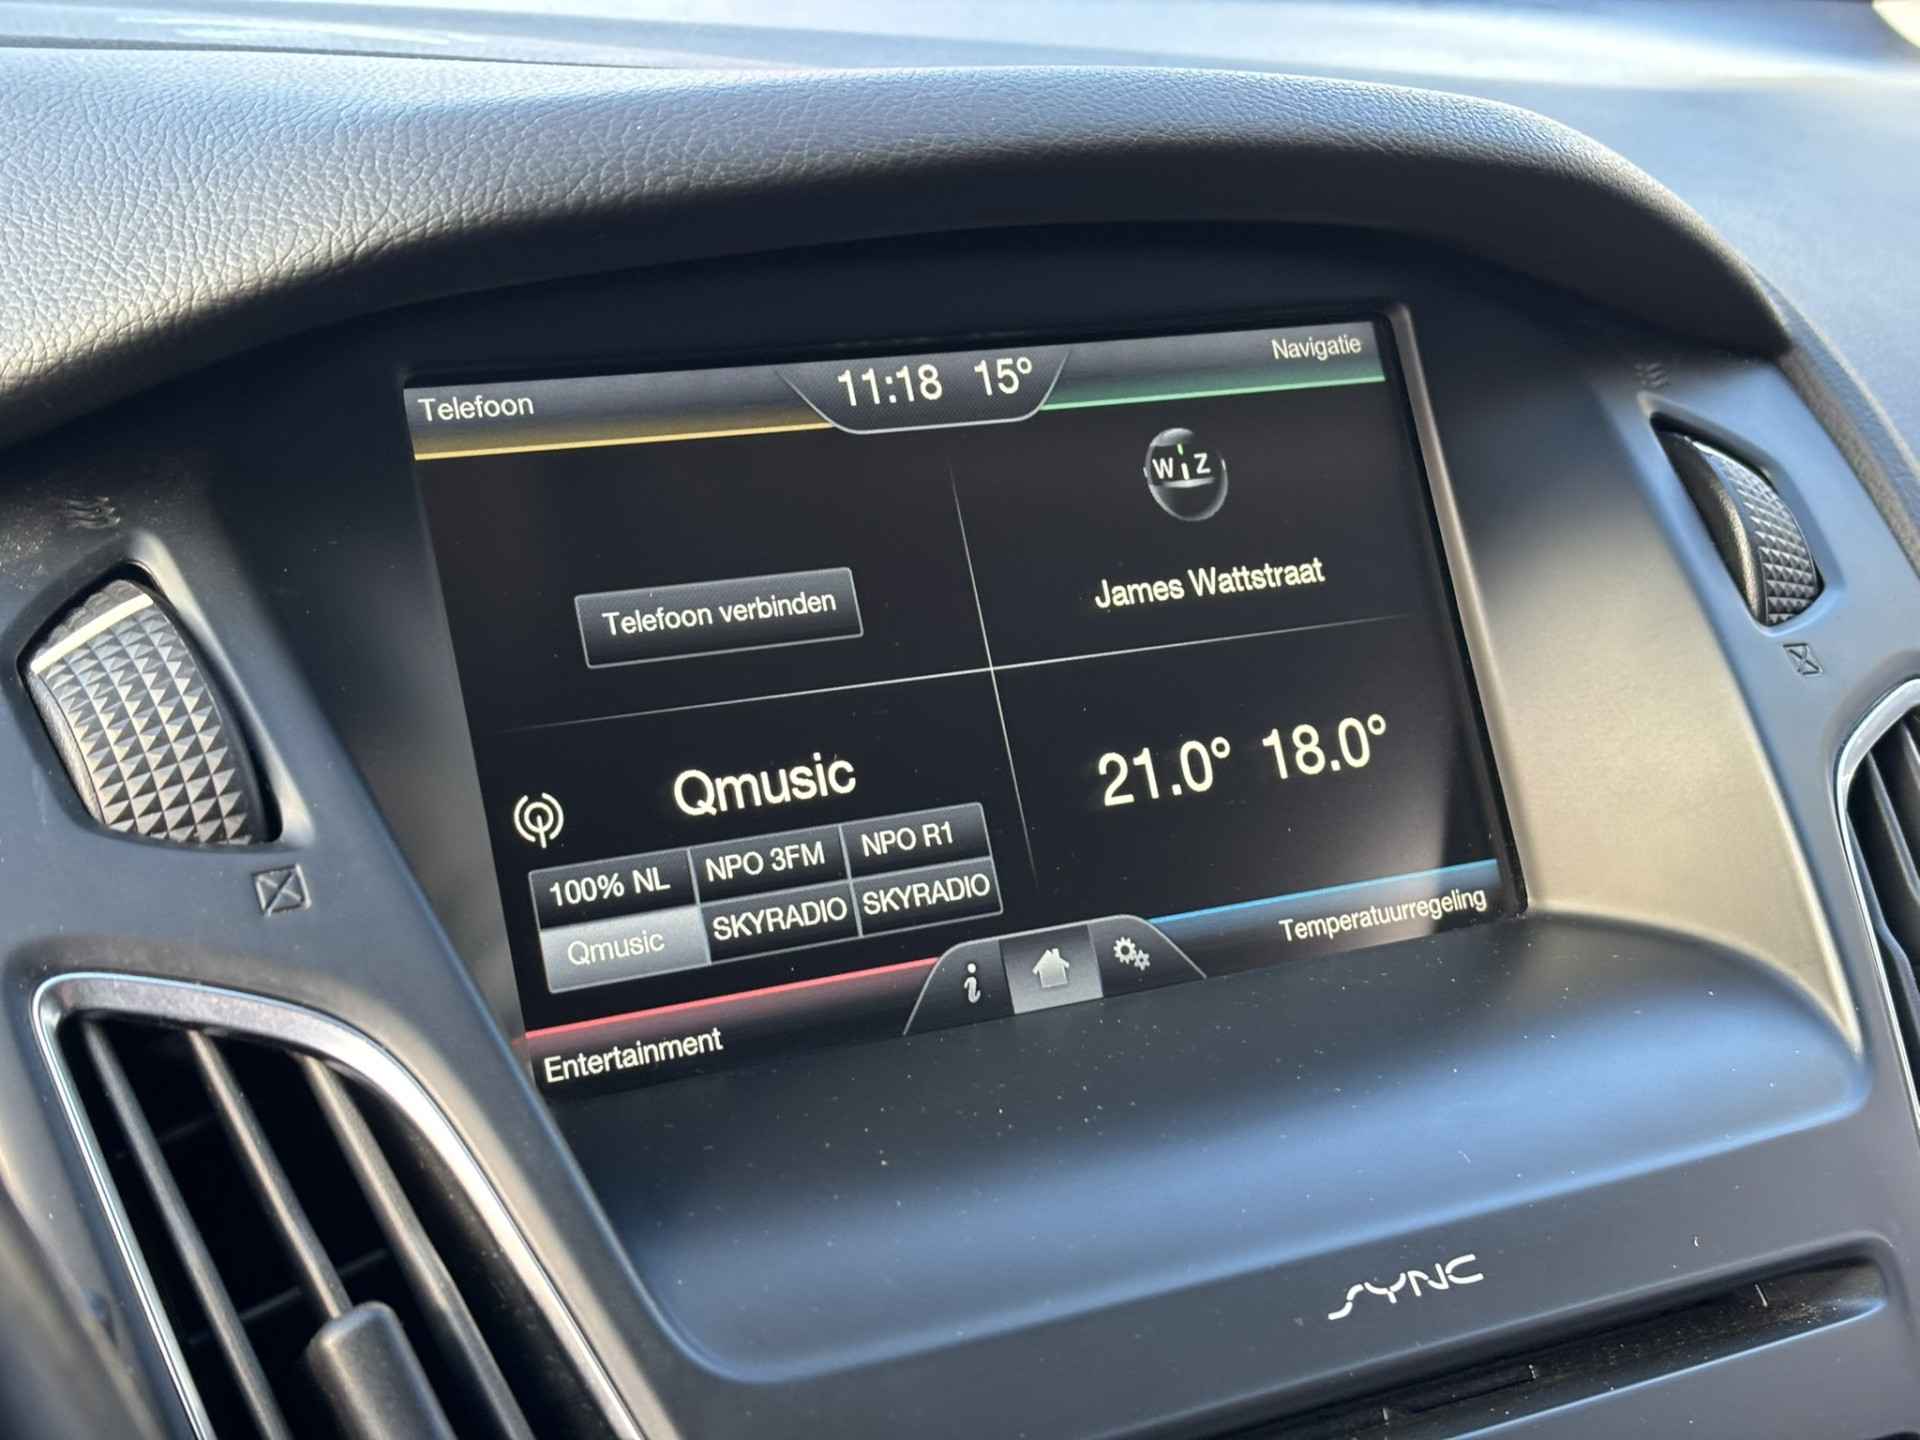 Telefoon
11:18 15°
Navigatie
WiZ
Telefoon verbinden
James Wattstraat
Qmusic
100% NL NPO 3FM NPO R1
Qmusic SKYRADIO SKYRADIO
21.0° 18.0°
Entertainment
i
Temperatuurregeling
SYNC